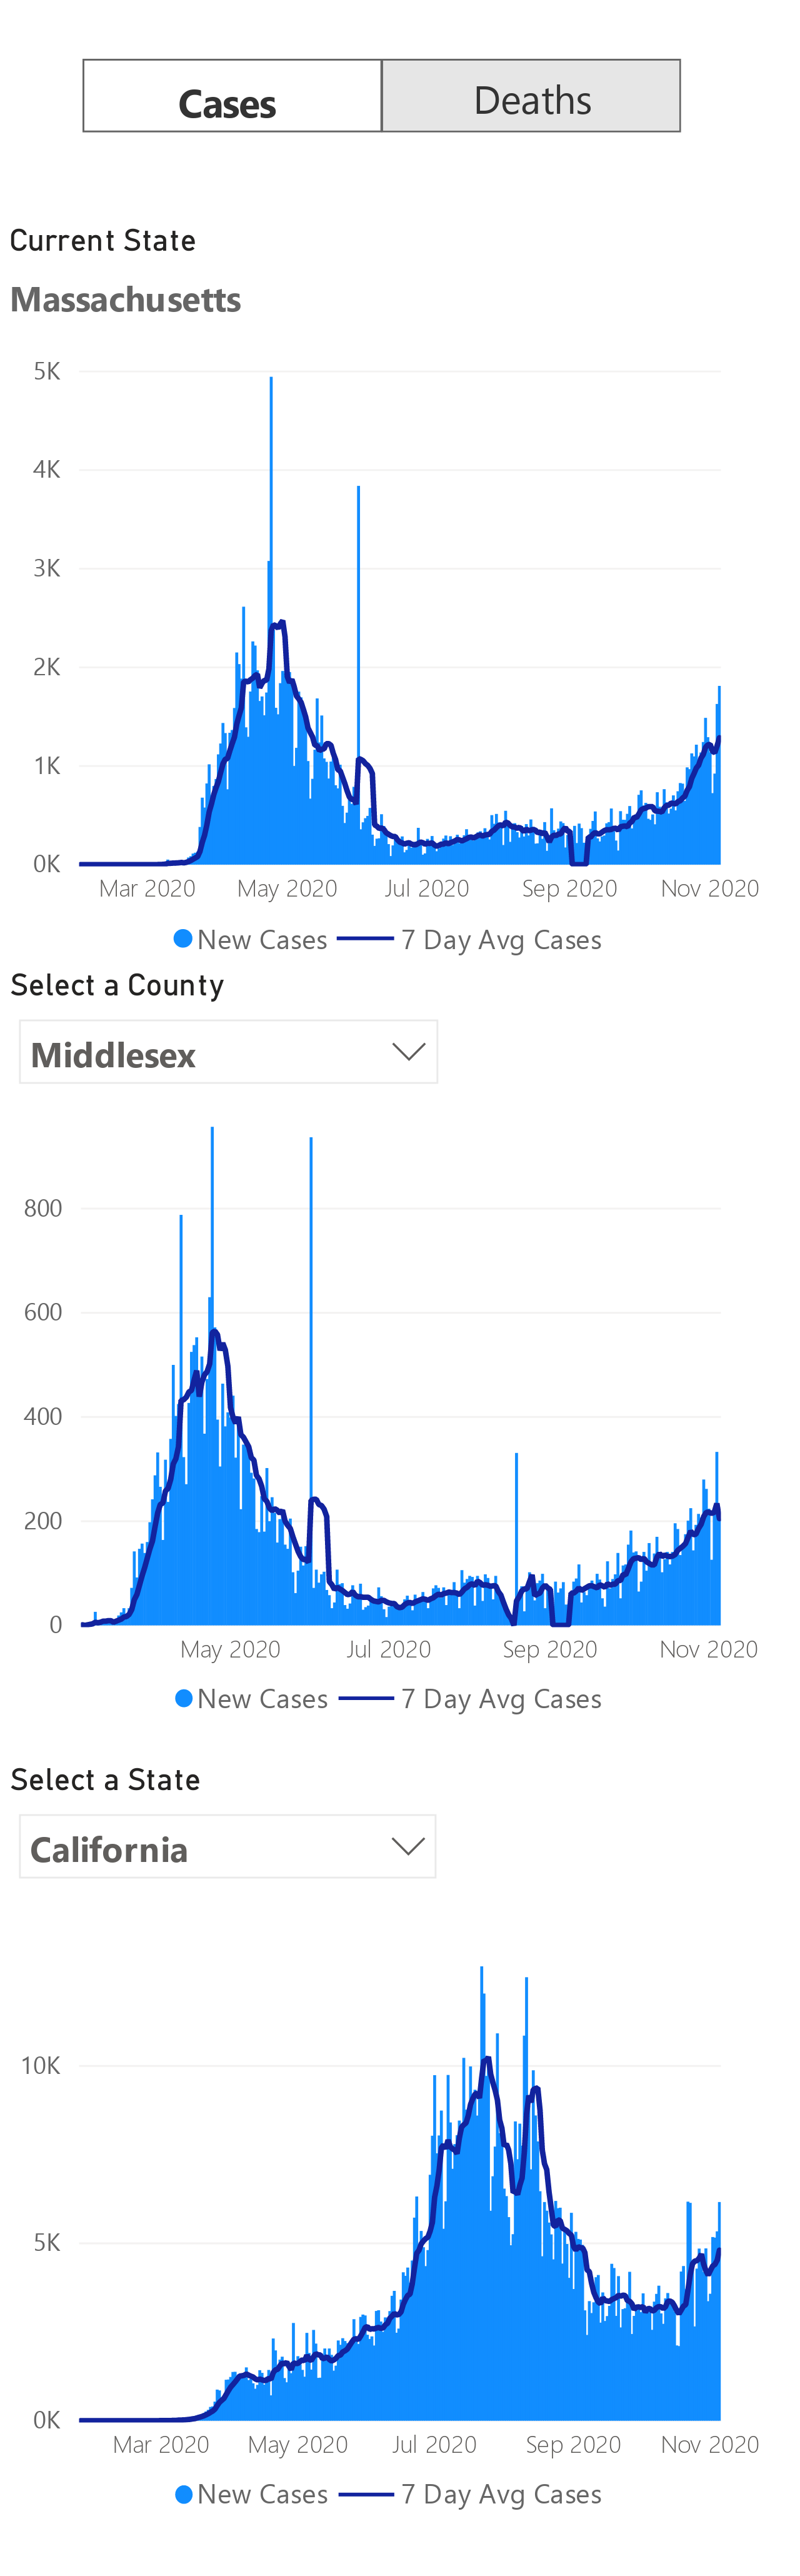 Cases Deaths
Current State
Massachusetts
5K
4K
3K
2K
1K
0K
Mar 2020 May 2020 Jul 2020 Sep 2020 Nov 2020
New Cases 7 Day Avg Cases
Select a County
Middlesex
800
600
400
200
0
May 2020 Jul 2020 Sep 2020 Nov 2020
New Cases 7 Day Avg Cases
Select a State
California
10K
5K
0K
Mar 2020 May 2020 Jul 2020 Sep 2020 Nov 2020
New Cases 7 Day Avg Cases